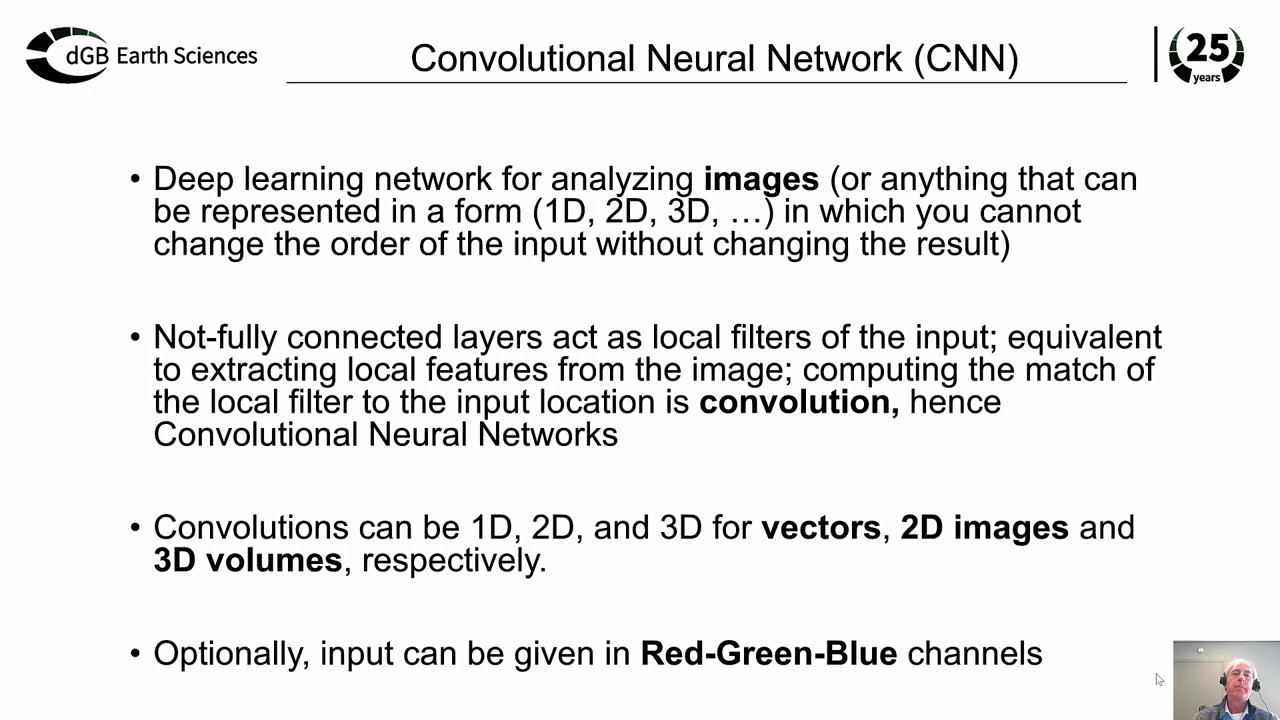 dGB Earth Sciences
Convolutional Neural Network (CNN)
25
years
• Deep learning network for analyzing images (or anything that can
be represented in a form (1D, 2D, 3D, …) in which you cannot
change the order of the input without changing the result)
• Not-fully connected layers act as local filters of the input; equivalent
to extracting local features from the image; computing the match of
the local filter to the input location is convolution, hence
Convolutional Neural Networks
• Convolutions can be 1D, 2D, and 3D for vectors, 2D images and
3D volumes, respectively.
• Optionally, input can be given in Red-Green-Blue channels